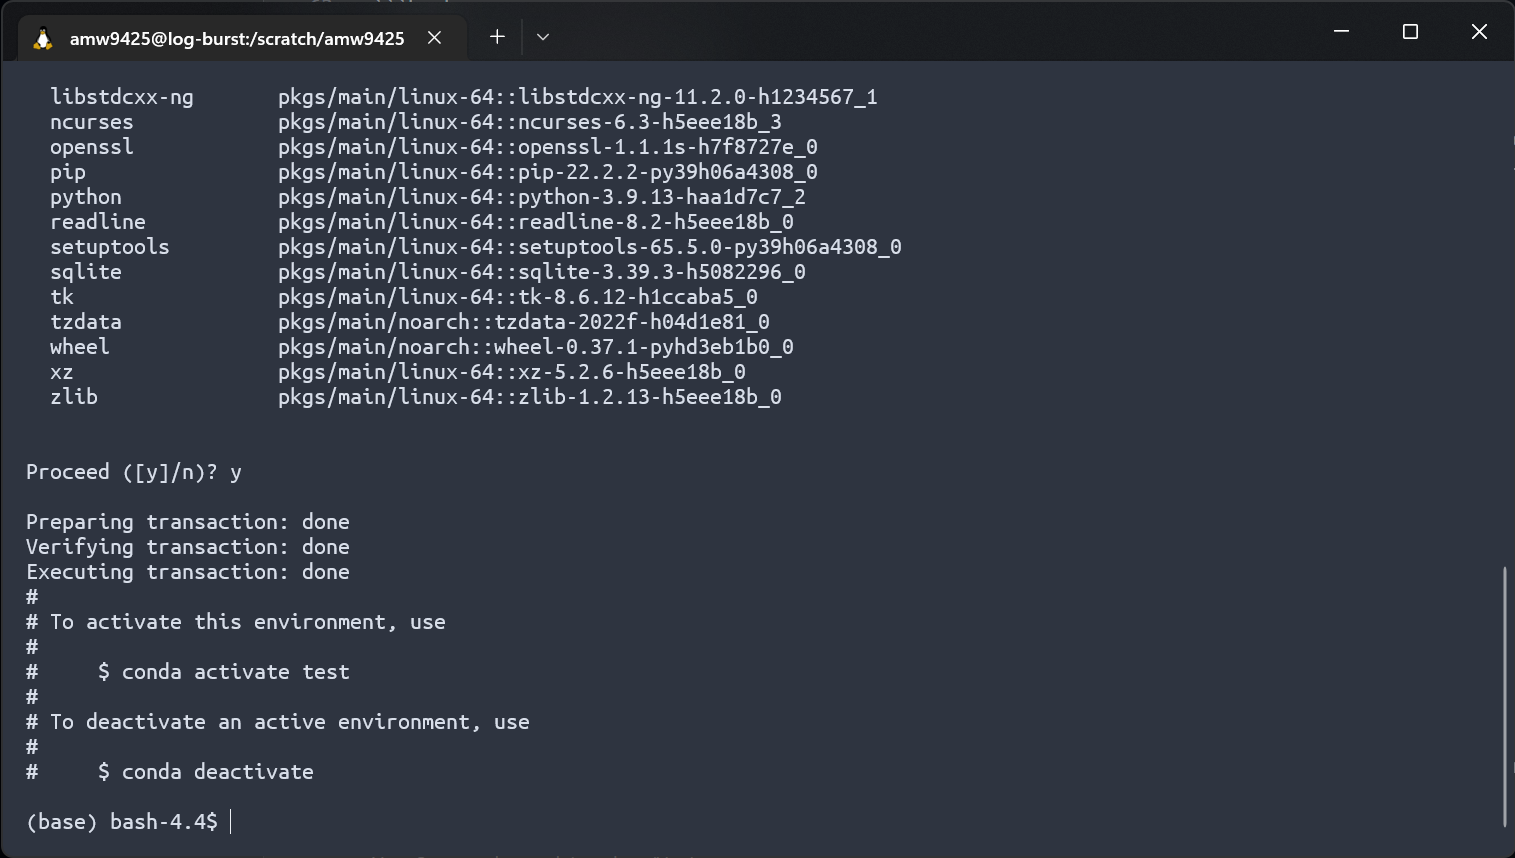 amw9425@log-burst:/scratch/amw9425
libstdcxx-ng pkgs/main/linux-64::libstdcxx-ng-11.2.0-h1234567_1
ncurses pkgs/main/linux-64::ncurses-6.3-h5eee18b_3
openssl pkgs/main/linux-64::openssl-1.1.1s-h7f8727e_0
pip pkgs/main/linux-64::pip-22.2.2-py39h06a4308_0
python pkgs/main/linux-64::python-3.9.13-haa1d7c7_2
readline pkgs/main/linux-64::readline-8.2-h5eee18b_0
setuptools pkgs/main/linux-64::setuptools-65.5.0-py39h06a4308_0
sqlite pkgs/main/linux-64::sqlite-3.39.3-h5082296_0
tk pkgs/main/linux-64::tk-8.6.12-h1ccaba5_0
tzdata pkgs/main/noarch::tzdata-2022f-h04d1e81_0
wheel pkgs/main/noarch::wheel-0.37.1-pyhd3eb1b0_0
xz pkgs/main/linux-64::xz-5.2.6-h5eee18b_0
zlib pkgs/main/linux-64::zlib-1.2.13-h5eee18b_0
Proceed ([y]/n)? y
Preparing transaction: done
Verifying transaction: done
Executing transaction: done
#
# To activate this environment, use
#
#     $ conda activate test
#
# To deactivate an active environment, use
#
#     $ conda deactivate
(base) bash-4.4$